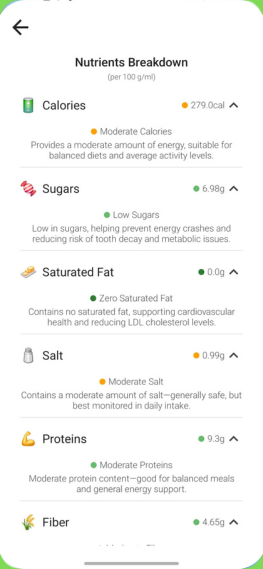 Nutrients Breakdown
(per 100 g/ml)
Calories 279.0cal
Moderate Calories
Provides a moderate amount of energy, suitable for
balanced diets and average activity levels.
Sugars 6.98g
Low Sugars
Low in sugars, helping prevent energy crashes and
reducing risk of tooth decay and metabolic issues.
Saturated Fat 0.0g
Zero Saturated Fat
Contains no saturated fat, supporting cardiovascular
health and reducing LDL cholesterol levels.
Salt 0.99g
Moderate Salt
Contains a moderate amount of salt—generally safe, but
best monitored in daily intake.
Proteins 9.3g
Moderate Proteins
Moderate protein content—good for balanced meals
and general energy support.
Fiber 4.65g